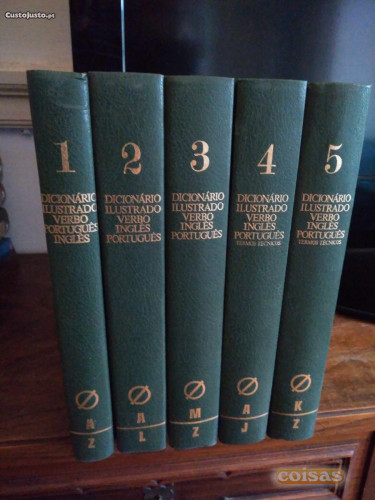 CustoJusto.pt
1
DICIONÁRIO
ILUSTRADO
VERBO
PORTUGUÊS
INGLÊS
A
Z
2
DICIONÁRIO
ILUSTRADO
VERBO
INGLÊS
PORTUGUÊS
A
L
3
DICIONÁRIO
ILUSTRADO
VERBO
INGLÊS
PORTUGUÊS
M
Z
4
DICIONÁRIO
ILUSTRADO
VERBO
INGLÊS
PORTUGUÊS
TERMOS TÉCNICOS
A
J
5
DICIONÁRIO
ILUSTRADO
VERBO
INGLÊS
PORTUGUÊS
TERMOS TÉCNICOS
K
Z
coisas